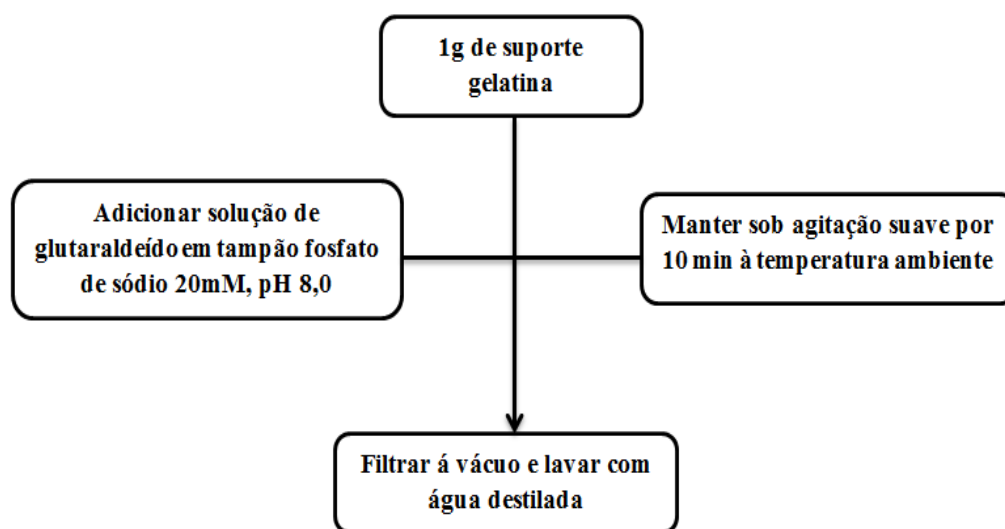 1g de suporte
gelatina
Adicionar solução de
glutaraldeído em tampão fosfato
de sódio 20mM, pH 8,0
Manter sob agitação suave por
10 min à temperatura ambiente
Filtrar á vácuo e lavar com
água destilada